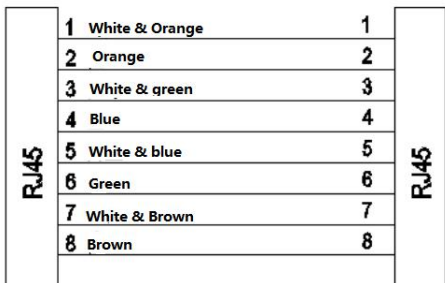 1 White & Orange 1
2 Orange 2
3 White & green 3
4 Blue 4
5 White & blue 5
6 Green 6
7 White & Brown 7
8 Brown 8
RJ45
RJ45